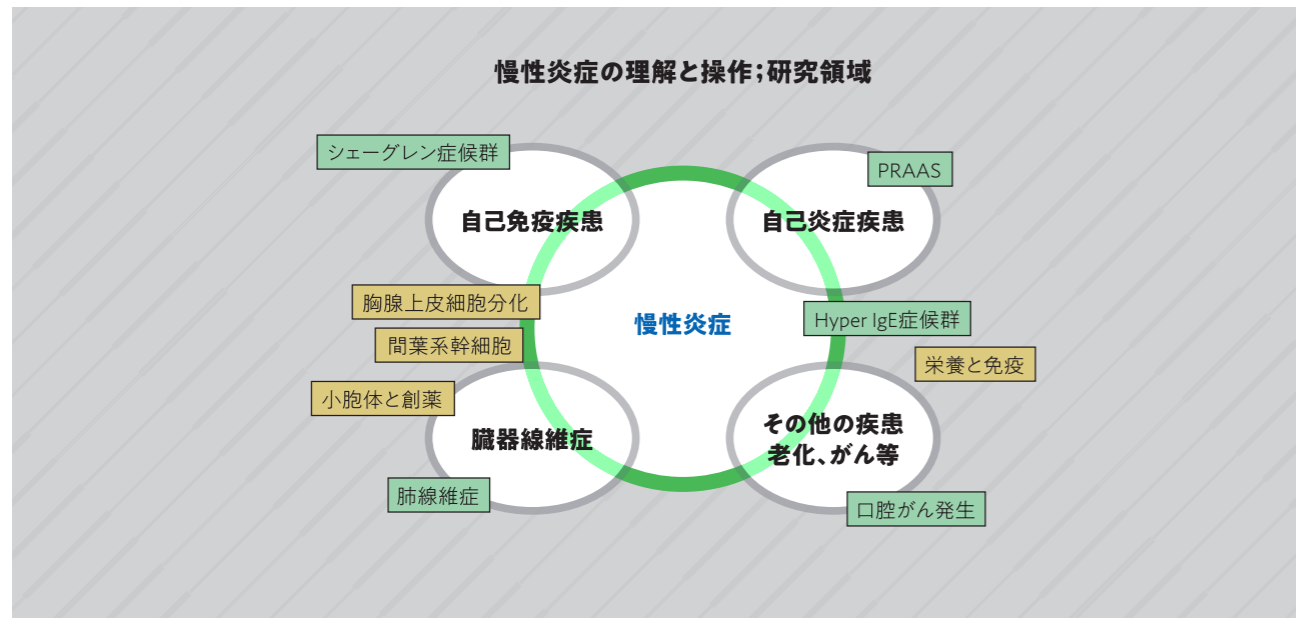 慢性炎症の理解と操作;研究領域
シェーグレン症候群
PRAAS
自己免疫疾患
自己炎症疾患
胸腺上皮細胞分化
慢性炎症
Hyper IgE症候群
間葉系幹細胞
栄養と免疫
小胞体と創薬
その他の疾患
老化、がん等
臓器線維症
肺線維症
口腔がん発生